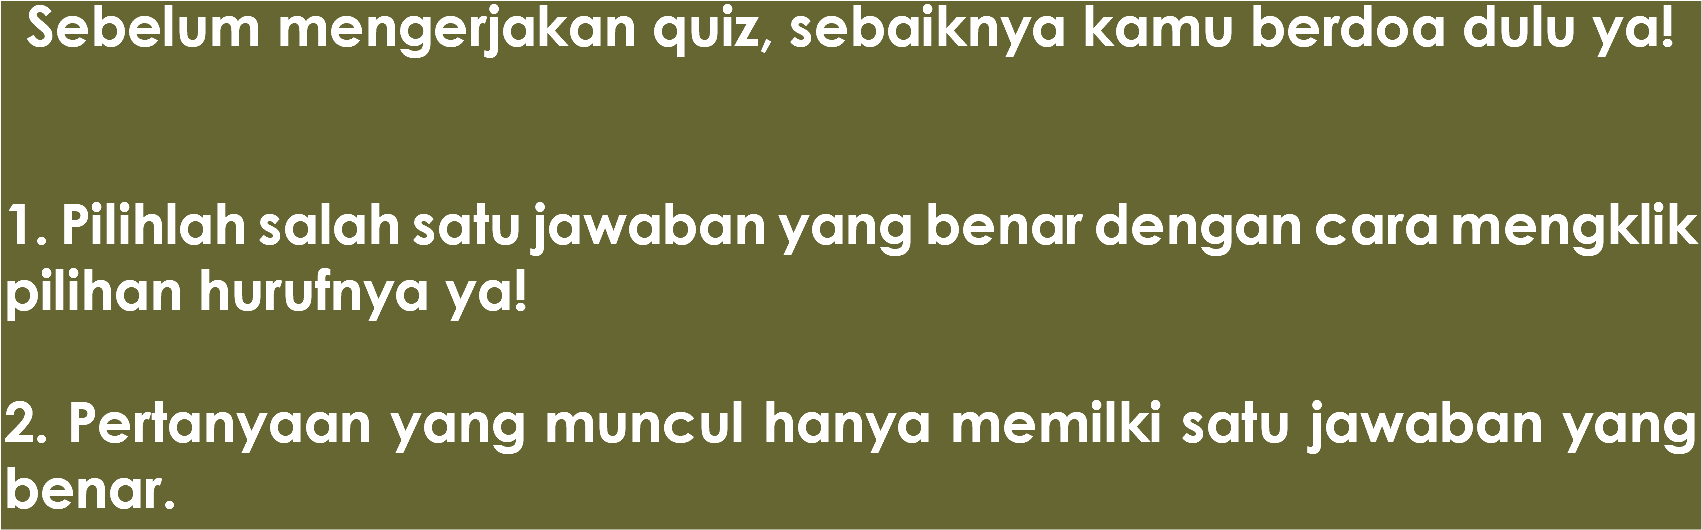 Sebelum mengerjakan quiz, sebaiknya kamu berdoa dulu ya!
1. Pilihlah salah satu jawaban yang benar dengan cara mengklik
pilihan hurufnya ya!
2. Pertanyaan yang muncul hanya memilki satu jawaban yang
benar.